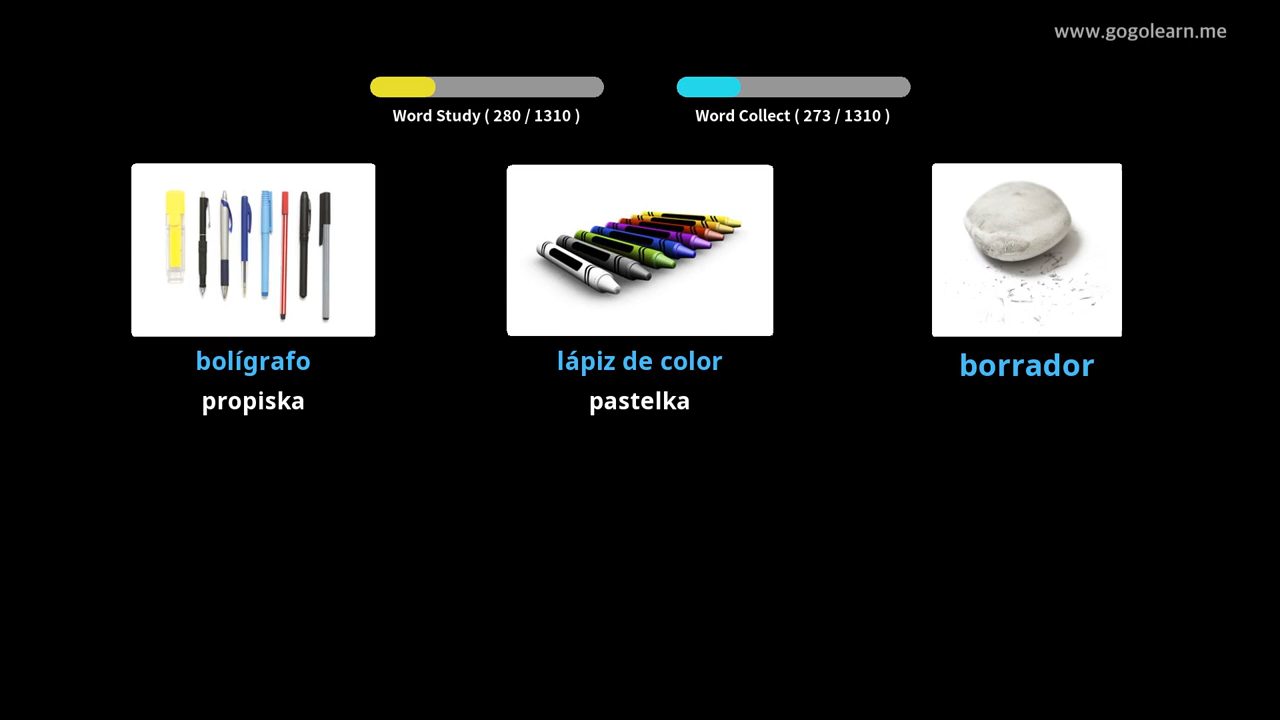 www.gogolearn.me
Word Study ( 280 / 1310 )
Word Collect ( 273 / 1310 )
bolígrafo
propiska
lápiz de color
pastelka
borrador